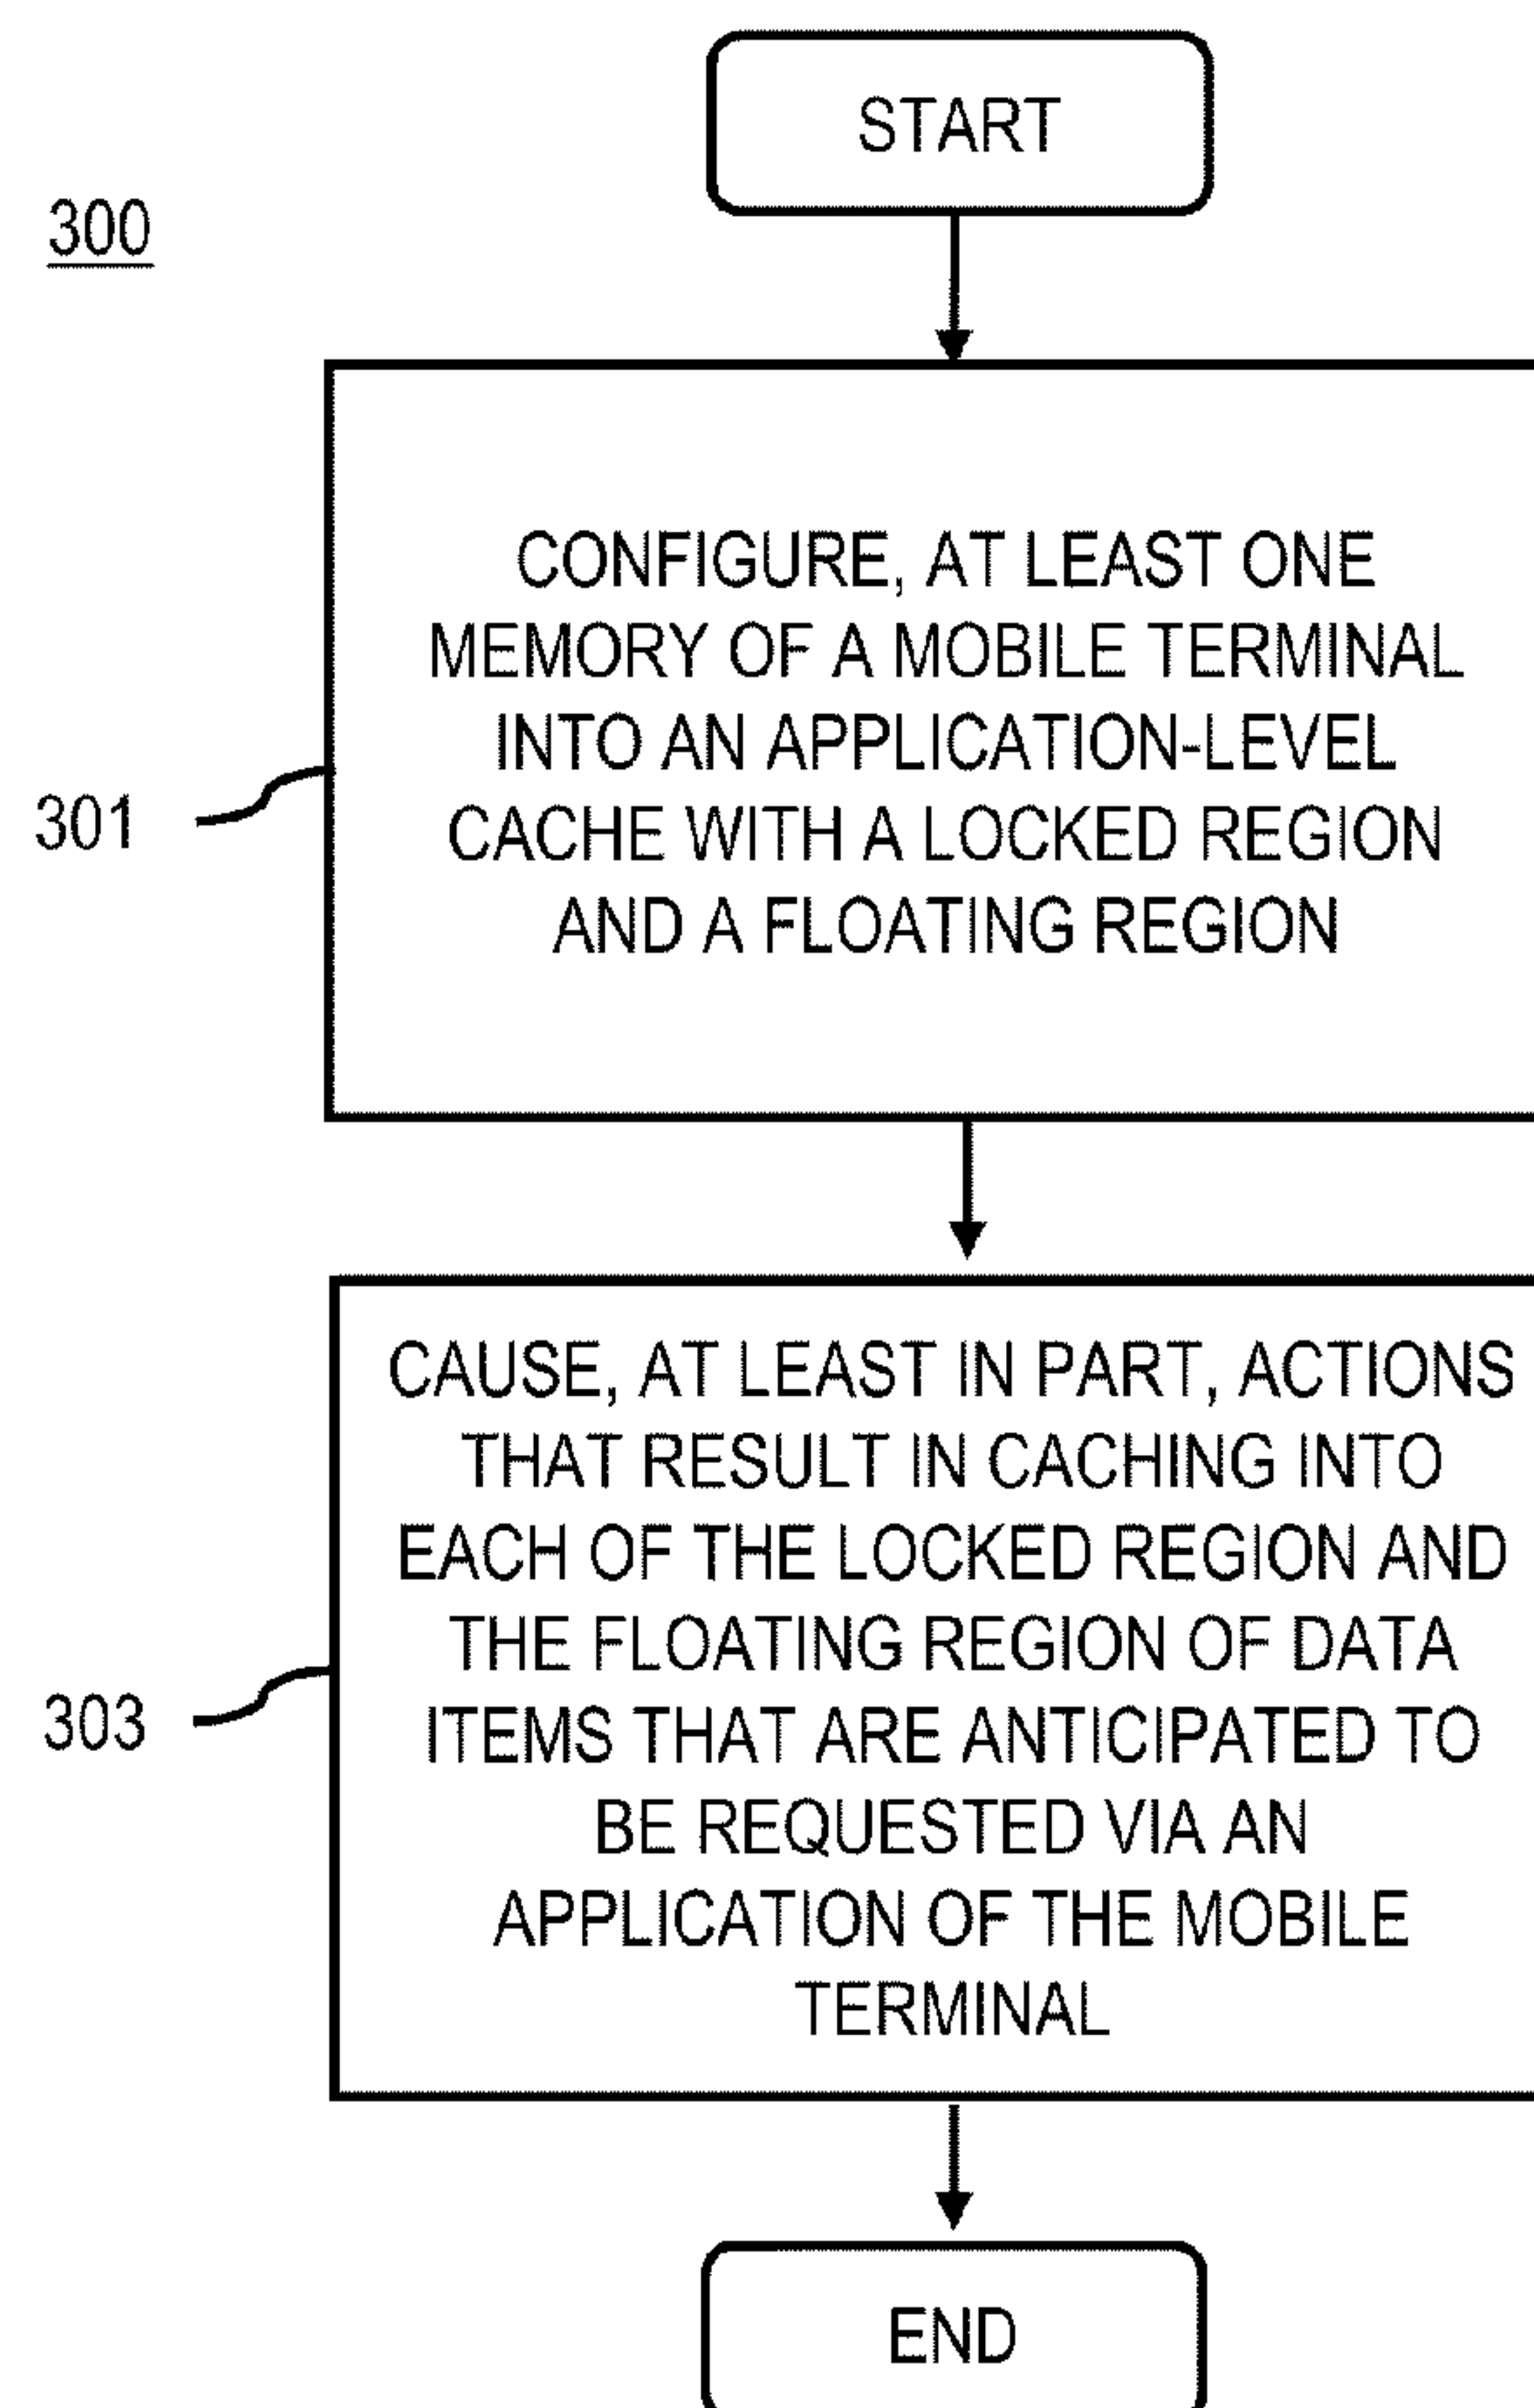 START
300
CONFIGURE, AT LEAST ONE
MEMORY OF A MOBILE TERMINAL
INTO AN APPLICATION-LEVEL
CACHE WITH A LOCKED REGION
AND A FLOATING REGION
301
CAUSE, AT LEAST IN PART, ACTIONS
THAT RESULT IN CACHING INTO
EACH OF THE LOCKED REGION AND
THE FLOATING REGION OF DATA
ITEMS THAT ARE ANTICIPATED TO
BE REQUESTED VIA AN
APPLICATION OF THE MOBILE
TERMINAL
303
END